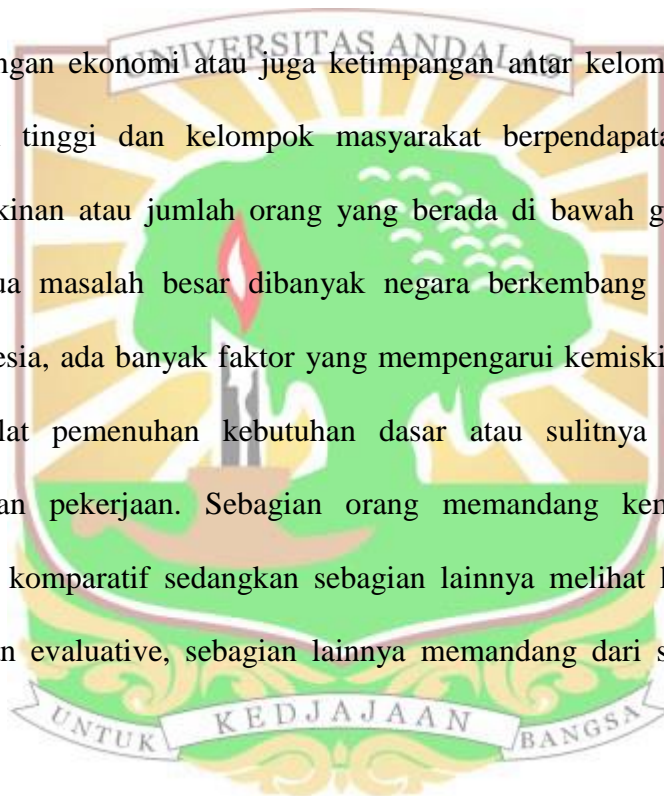 UNIVERSITAS ANDALAS
ngan ekonomi atau juga ketimpangan antar kelom
tinggi dan kelompok masyarakat berpendapata
kinan atau jumlah orang yang berada di bawah g
ua masalah besar dibanyak negara berkembang
esia, ada banyak faktor yang mempengarui kemiski
lat pemenuhan kebutuhan dasar atau sulitnya
an pekerjaan. Sebagian orang memandang ken
komparatif sedangkan sebagian lainnya melihat
n evaluative, sebagian lainnya memandang dari s
UNTUK KEDJAJAAN BANGSA